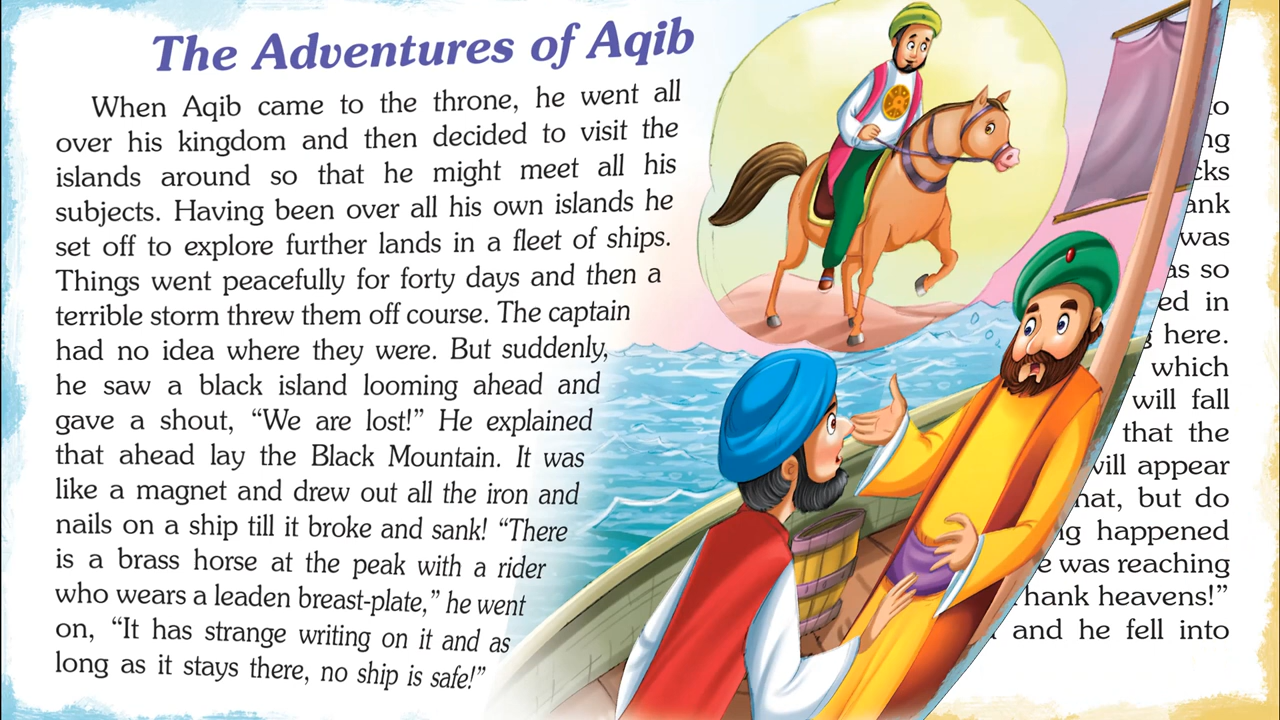 The Adventures of Aqib
When Aqib came to the throne, he went all
over his kingdom and then decided to visit the
islands around so that he might meet all his
subjects. Having been over all his own islands he
set off to explore further lands in a fleet of ships.
Things went peacefully for forty days and then a
terrible storm threw them off course. The captain
had no idea where they were. But suddenly,
he saw a black island looming ahead and
gave a shout, “We are lost!” He explained
that ahead lay the Black Mountain. It was
like a magnet and drew out all the iron and
nails on a ship till it broke and sank! “There
is a brass horse at the peak with a rider
who wears a leaden breast-plate,” he went
on, “It has strange writing on it and as
long as it stays there, no ship is safe!”
was
so
in
here.
which
will fall
that the
will appear
but do
happened
was reaching
heavens!”
and he fell into